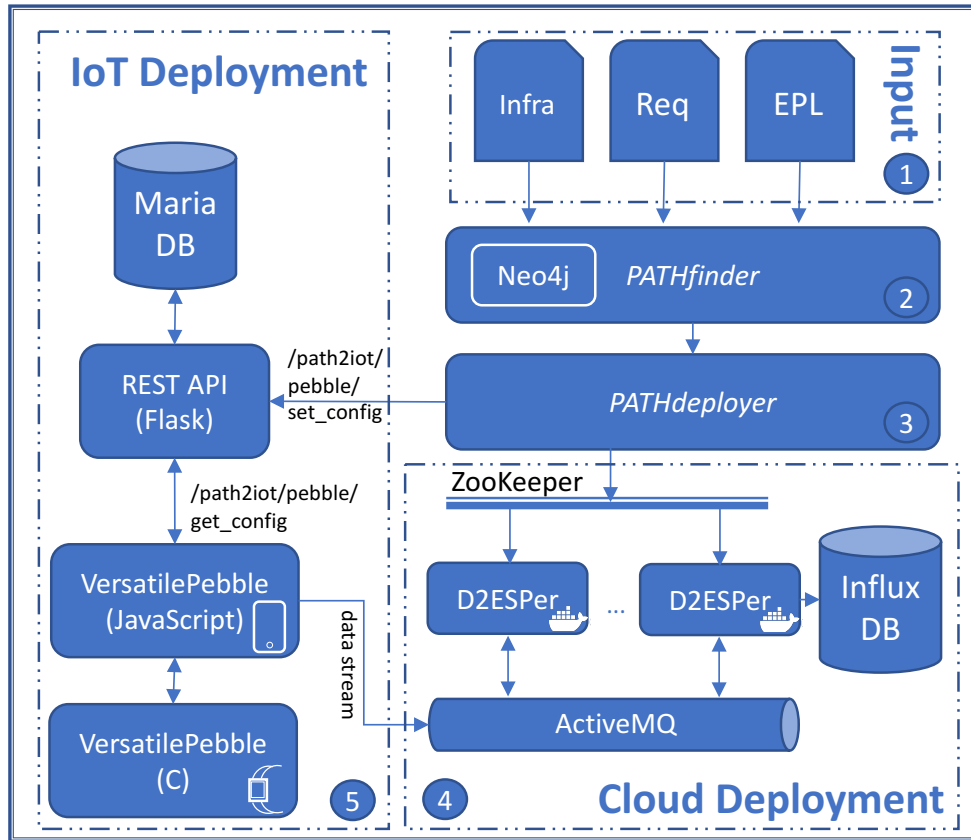 IoT Deployment
Maria
DB
REST API
(Flask)
/path2iot/
pebble/
set_config
/path2iot/pebble/
get_config
VersatilePebble
(JavaScript)
data stream
VersatilePebble
(C)
5
Infra
Req
EPL
Input
1
Neo4j
PATHfinder
2
PATHdeployer
3
ZooKeeper
D2ESPer
...
D2ESPer
Influx
DB
ActiveMQ
4
Cloud Deployment